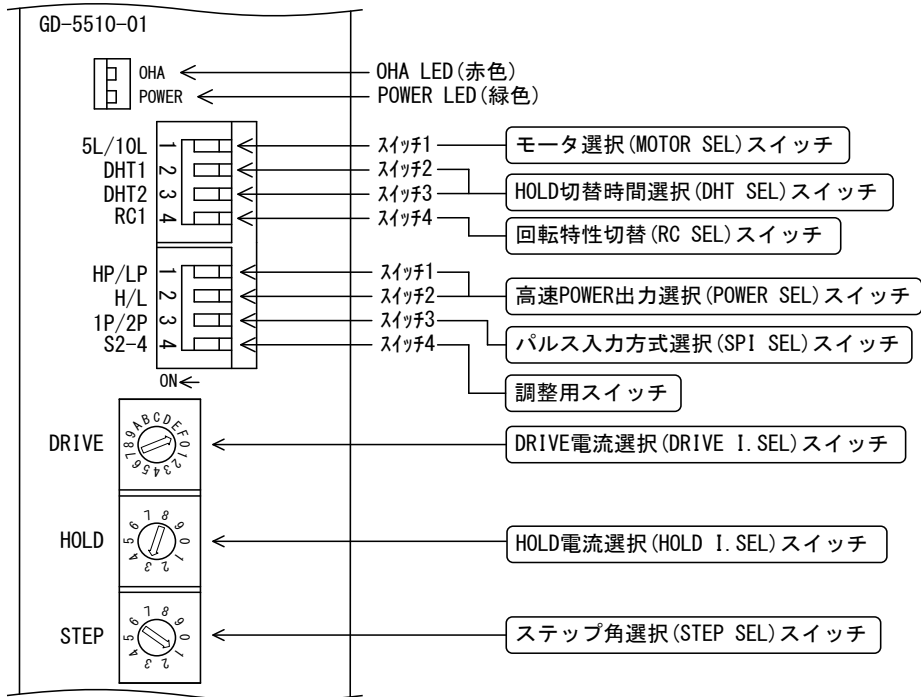 GD-5510-01
OHA OHA LED(赤色)
POWER POWER LED(緑色)
5L/10L 1 スイッチ1 モータ選択(MOTOR SEL)スイッチ
DHT1 2 スイッチ2
DHT2 3 スイッチ3 HOLD切替時間選択(DHT SEL)スイッチ
RC1 4 スイッチ4 回転特性切替(RC SEL)スイッチ
HP/LP 1 スイッチ1
H/L 2 スイッチ2 高速POWER出力選択(POWER SEL)スイッチ
1P/2P 3 スイッチ3 パルス入力方式選択(SPI SEL)スイッチ
S2-4 4 スイッチ4 調整用スイッチ
ON
DRIVE 0123456789ABCDEF DRIVE電流選択(DRIVE I.SEL)スイッチ
HOLD 0123456789 HOLD電流選択(HOLD I.SEL)スイッチ
STEP 0123456789 ステップ角選択(STEP SEL)スイッチ